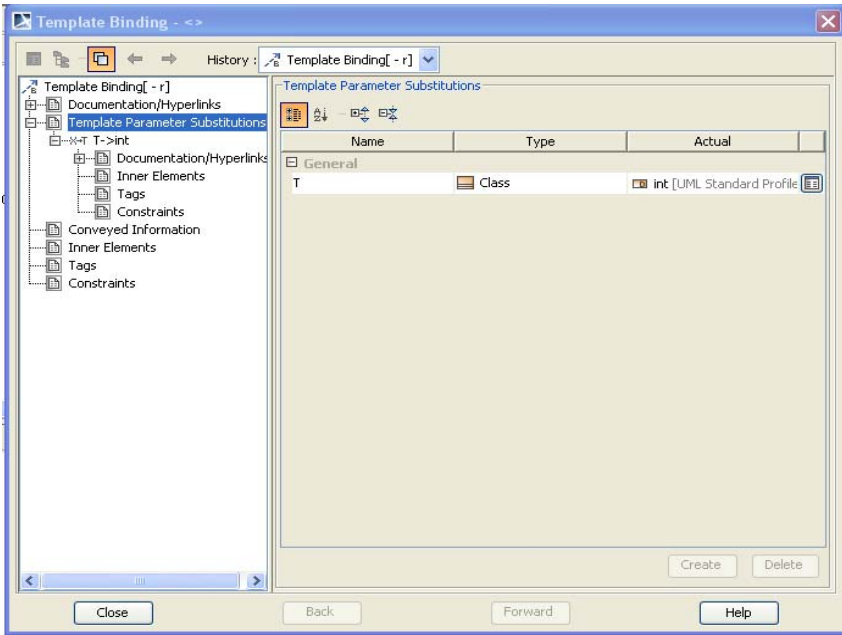 Template Binding - <>
History : Template Binding[ - r]
Template Binding[ - r]
Documentation/Hyperlinks
Template Parameter Substitutions
T->int
Documentation/Hyperlinks
Inner Elements
Tags
Constraints
Conveyed Information
Inner Elements
Tags
Constraints
Template Parameter Substitutions
Name Type Actual
General
T Class int [UML Standard Profile
Create Delete
Close Back Forward Help